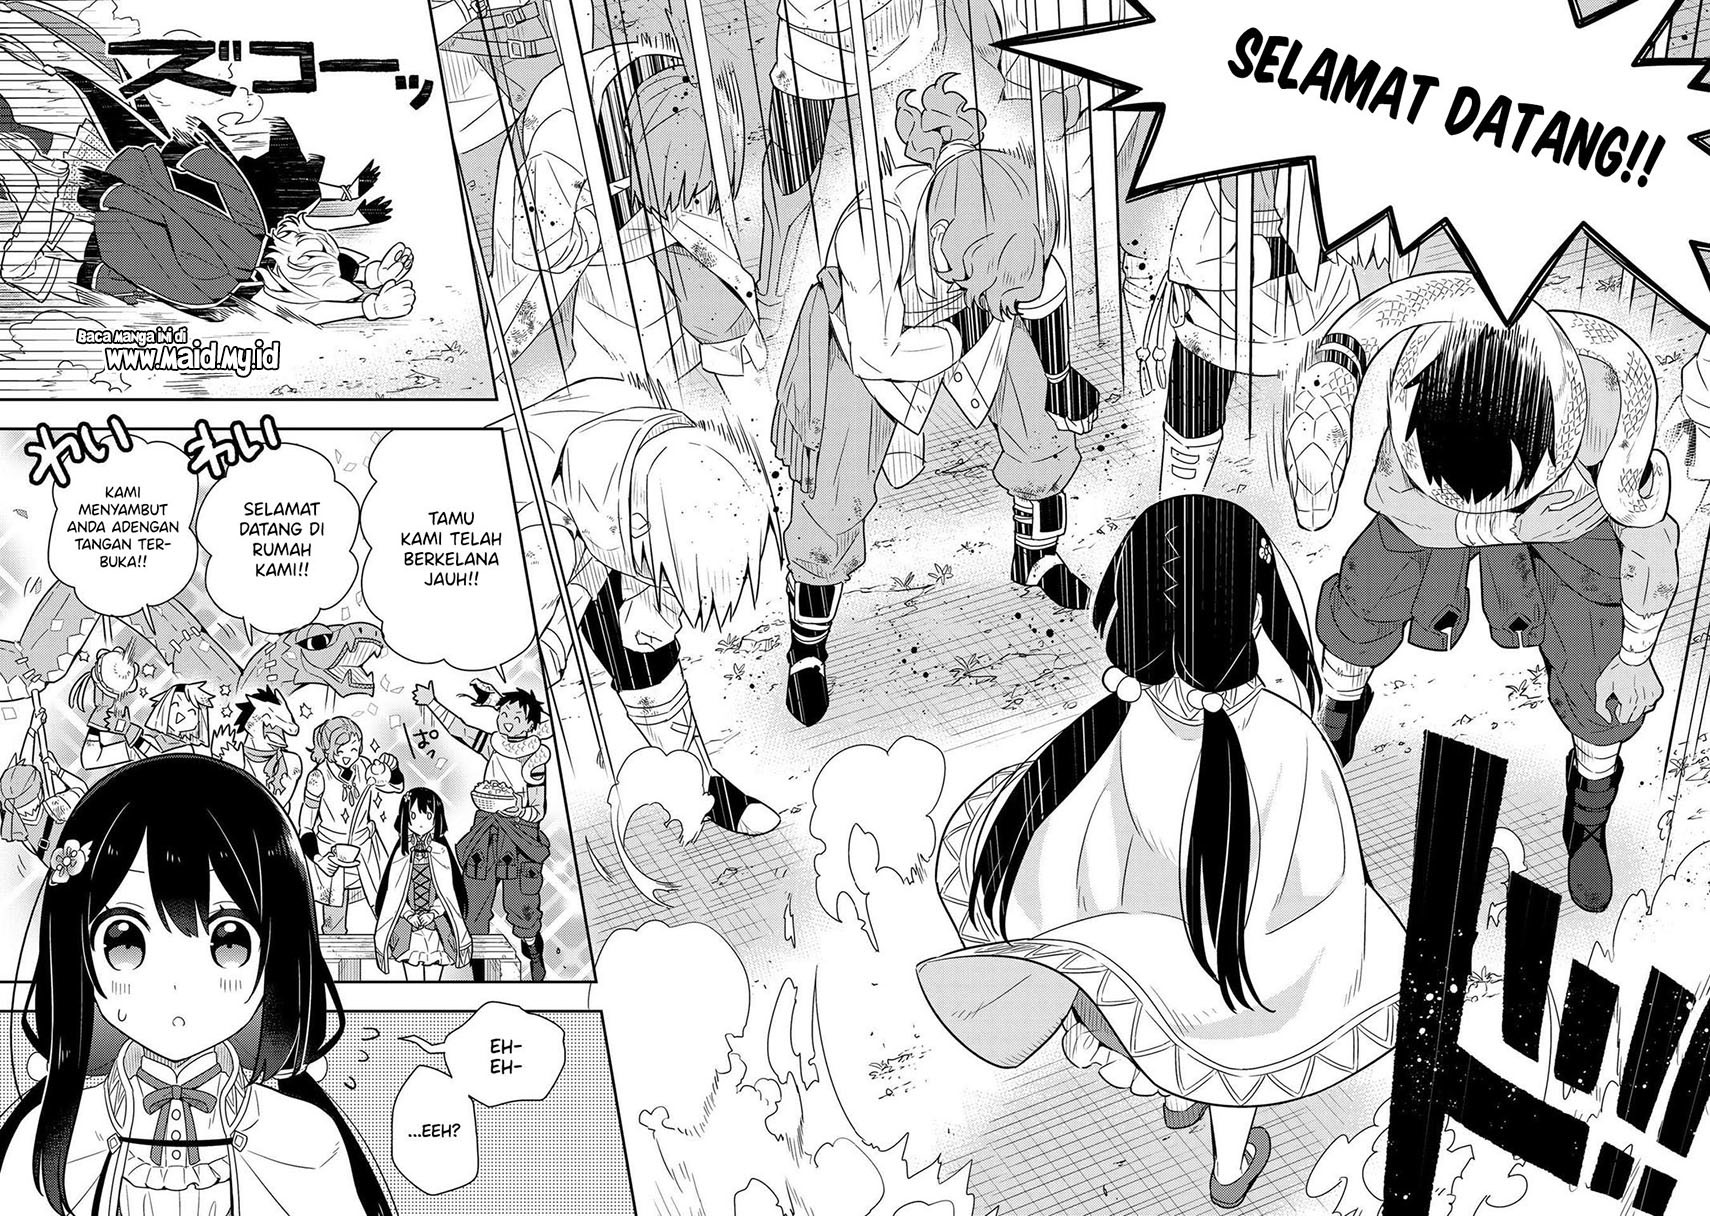 SELAMAT DATANG!!
ズコーッ
Baca Manga ini di
www.Maid.My.id
TAMU
KAMI TELAH
BERKELANA
JAUH!!
わい
SELAMAT
DATANG DI
RUMAH
KAMI!!
わい
KAMI
MENYAMBUT
ANDA ADENGAN
TANGAN TER-
BUKA!!
ぱっ
EH-
EH-
...EEH?